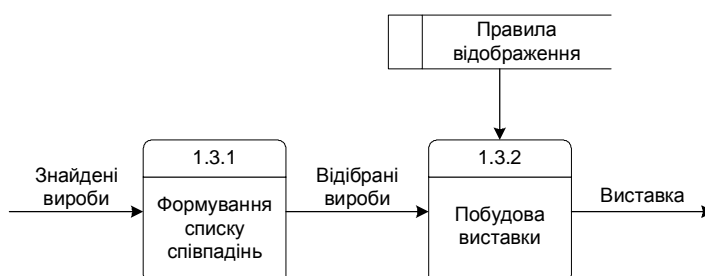 Правила
відображення
1.3.1
1.3.2
Знайдені
вироби
Формування
списку
співпадінь
Відібрані
вироби
Побудова
виставки
Виставка